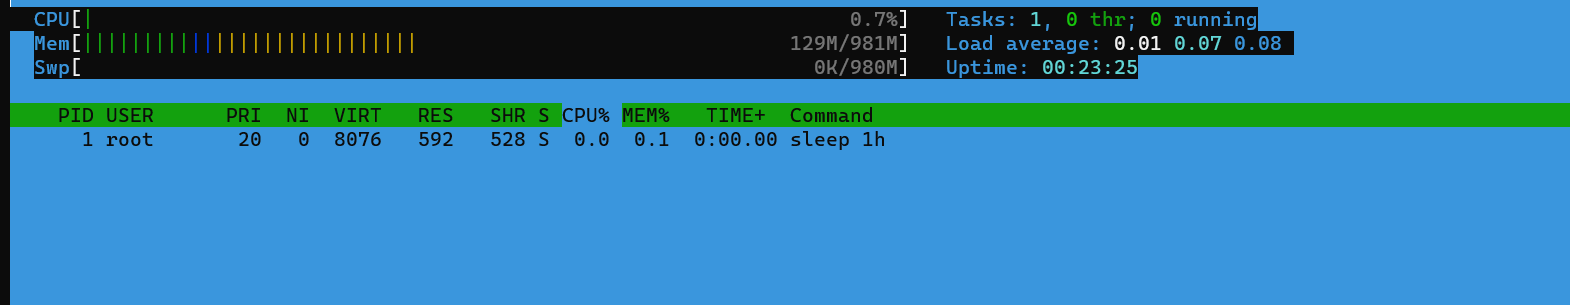 CPU[| 0.7%] Tasks: 1, 0 thr; 0 running
Mem[|||||||||||||||||||||||||||| 129M/981M] Load average: 0.01 0.07 0.08
Swp[ 0K/980M] Uptime: 00:23:25
PID USER PRI NI VIRT RES SHR S CPU% MEM% TIME+ Command
1 root 20 0 8076 592 528 S 0.0 0.1 0:00.00 sleep 1h